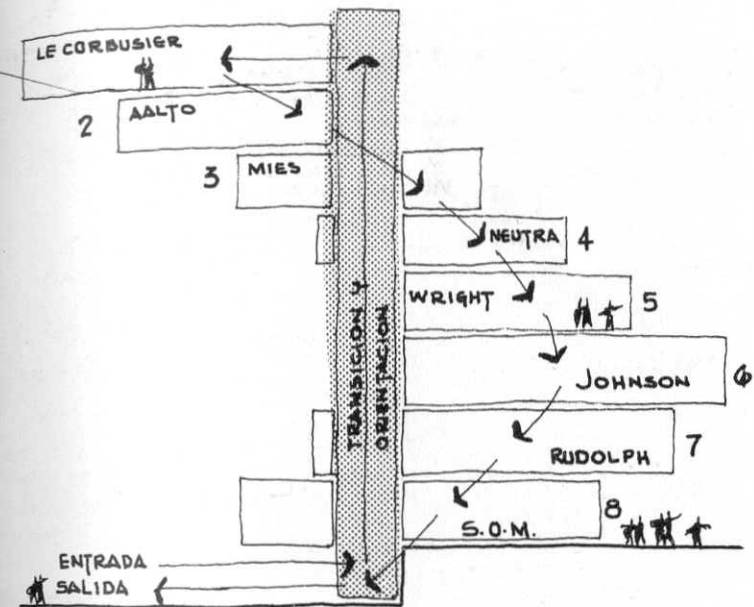 LE CORBUSIER
2 AALTO
3 MIES
NEUTRA 4
WRIGHT 5
JOHNSON 6
RUDOLPH 7
S.O.M. 8
TRANSICION Y
ORIENTACION
ENTRADA
SALIDA